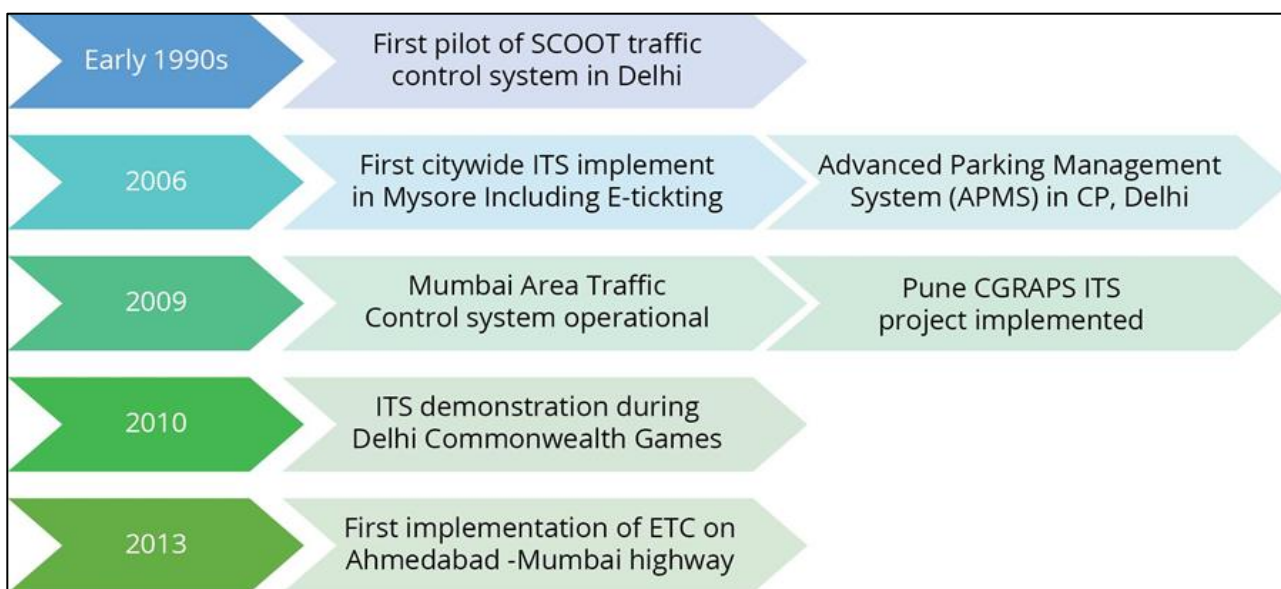 Early 1990s
First pilot of SCOOT traffic
control system in Delhi
2006
First citywide ITS implement
in Mysore Including E-tickting
Advanced Parking Management
System (APMS) in CP, Delhi
2009
Mumbai Area Traffic
Control system operational
Pune CGRAPS ITS
project implemented
2010
ITS demonstration during
Delhi Commonwealth Games
2013
First implementation of ETC on
Ahmedabad -Mumbai highway